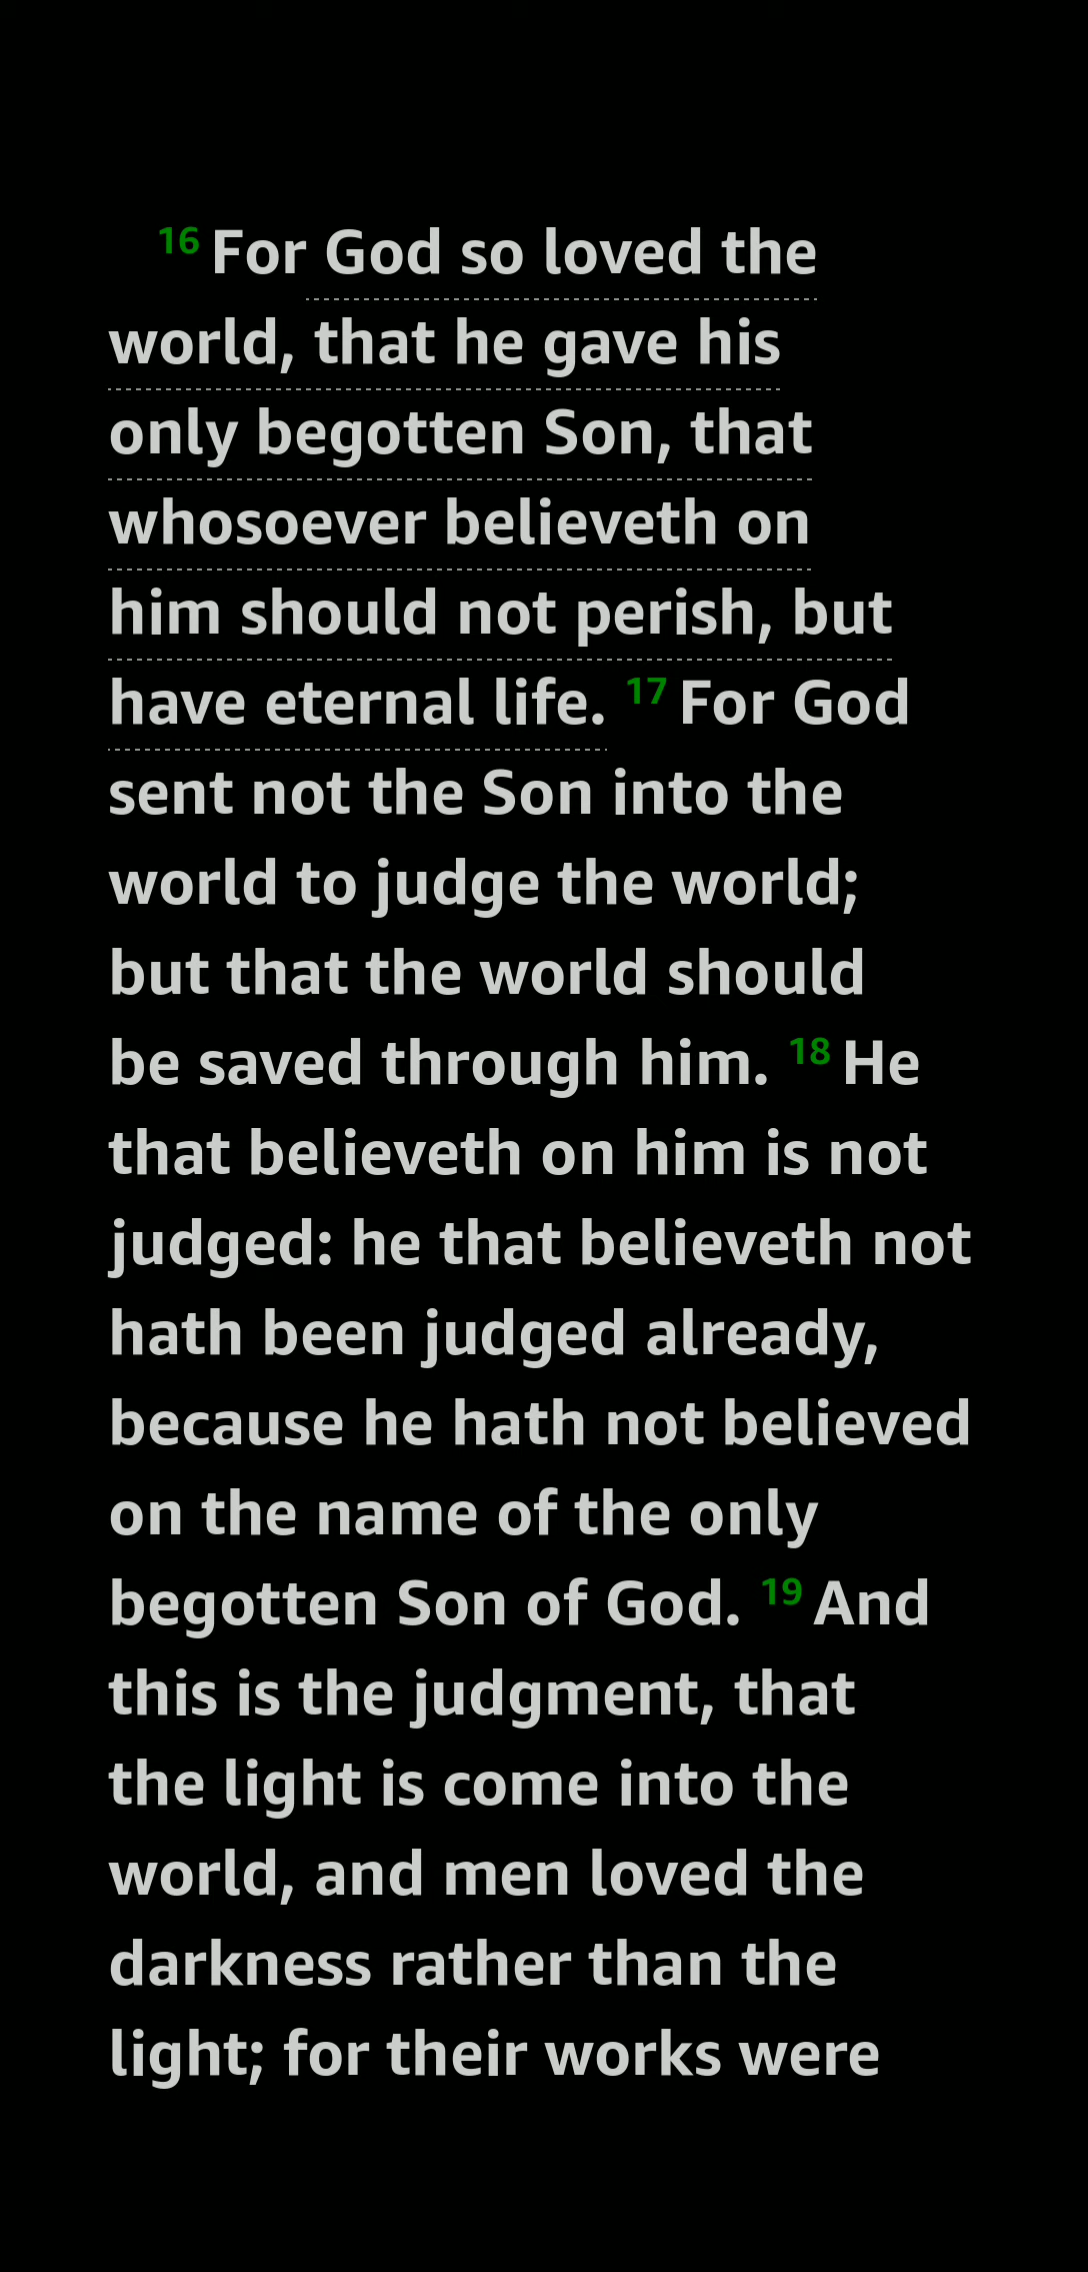 16 For God so loved the
world, that he gave his
only begotten Son, that
whosoever believeth on
him should not perish, but
have eternal life. 17 For God
sent not the Son into the
world to judge the world;
but that the world should
be saved through him. 18 He
that believeth on him is not
judged: he that believeth not
hath been judged already,
because he hath not believed
on the name of the only
begotten Son of God. 19 And
this is the judgment, that
the light is come into the
world, and men loved the
darkness rather than the
light; for their works were